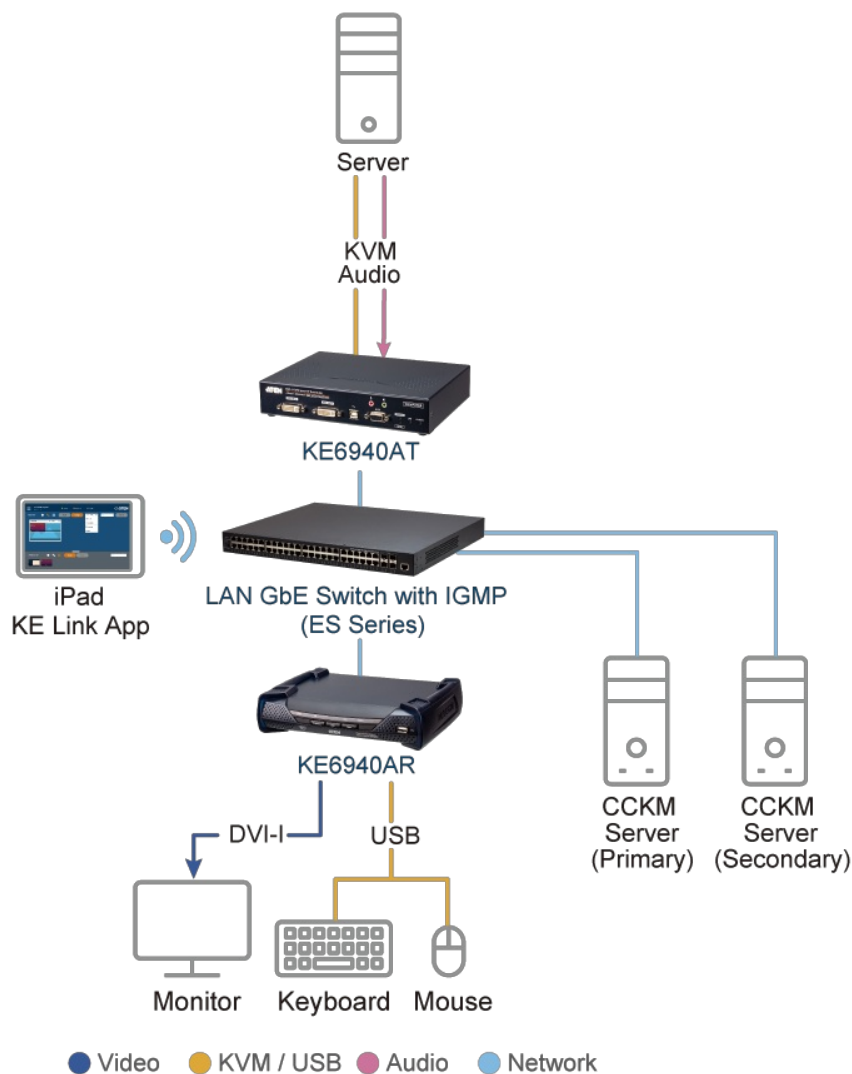 Server
KVM
Audio
ATEN
KE6940AT
iPad
KE Link App
LAN GbE Switch with IGMP
(ES Series)
KE6940AR
DVI-I
USB
CCKM
Server
(Primary)
CCKM
Server
(Secondary)
Monitor
Keyboard
Mouse
Video
KVM / USB
Audio
Network